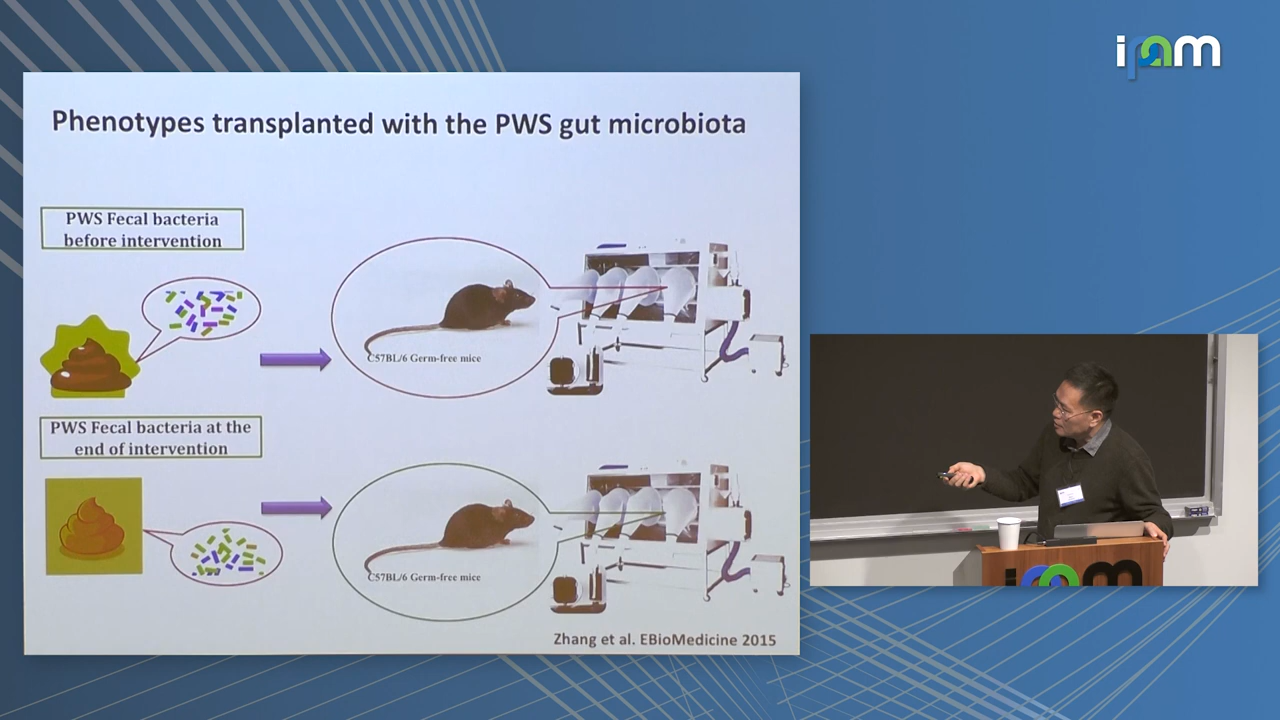 ipam
Phenotypes transplanted with the PWS gut microbiota
PWS Fecal bacteria
before intervention
C57BL/6 Germ-free mice
PWS Fecal bacteria at the
end of intervention
C57BL/6 Germ-free mice
Zhang et al. EBioMedicine 2015
ipam